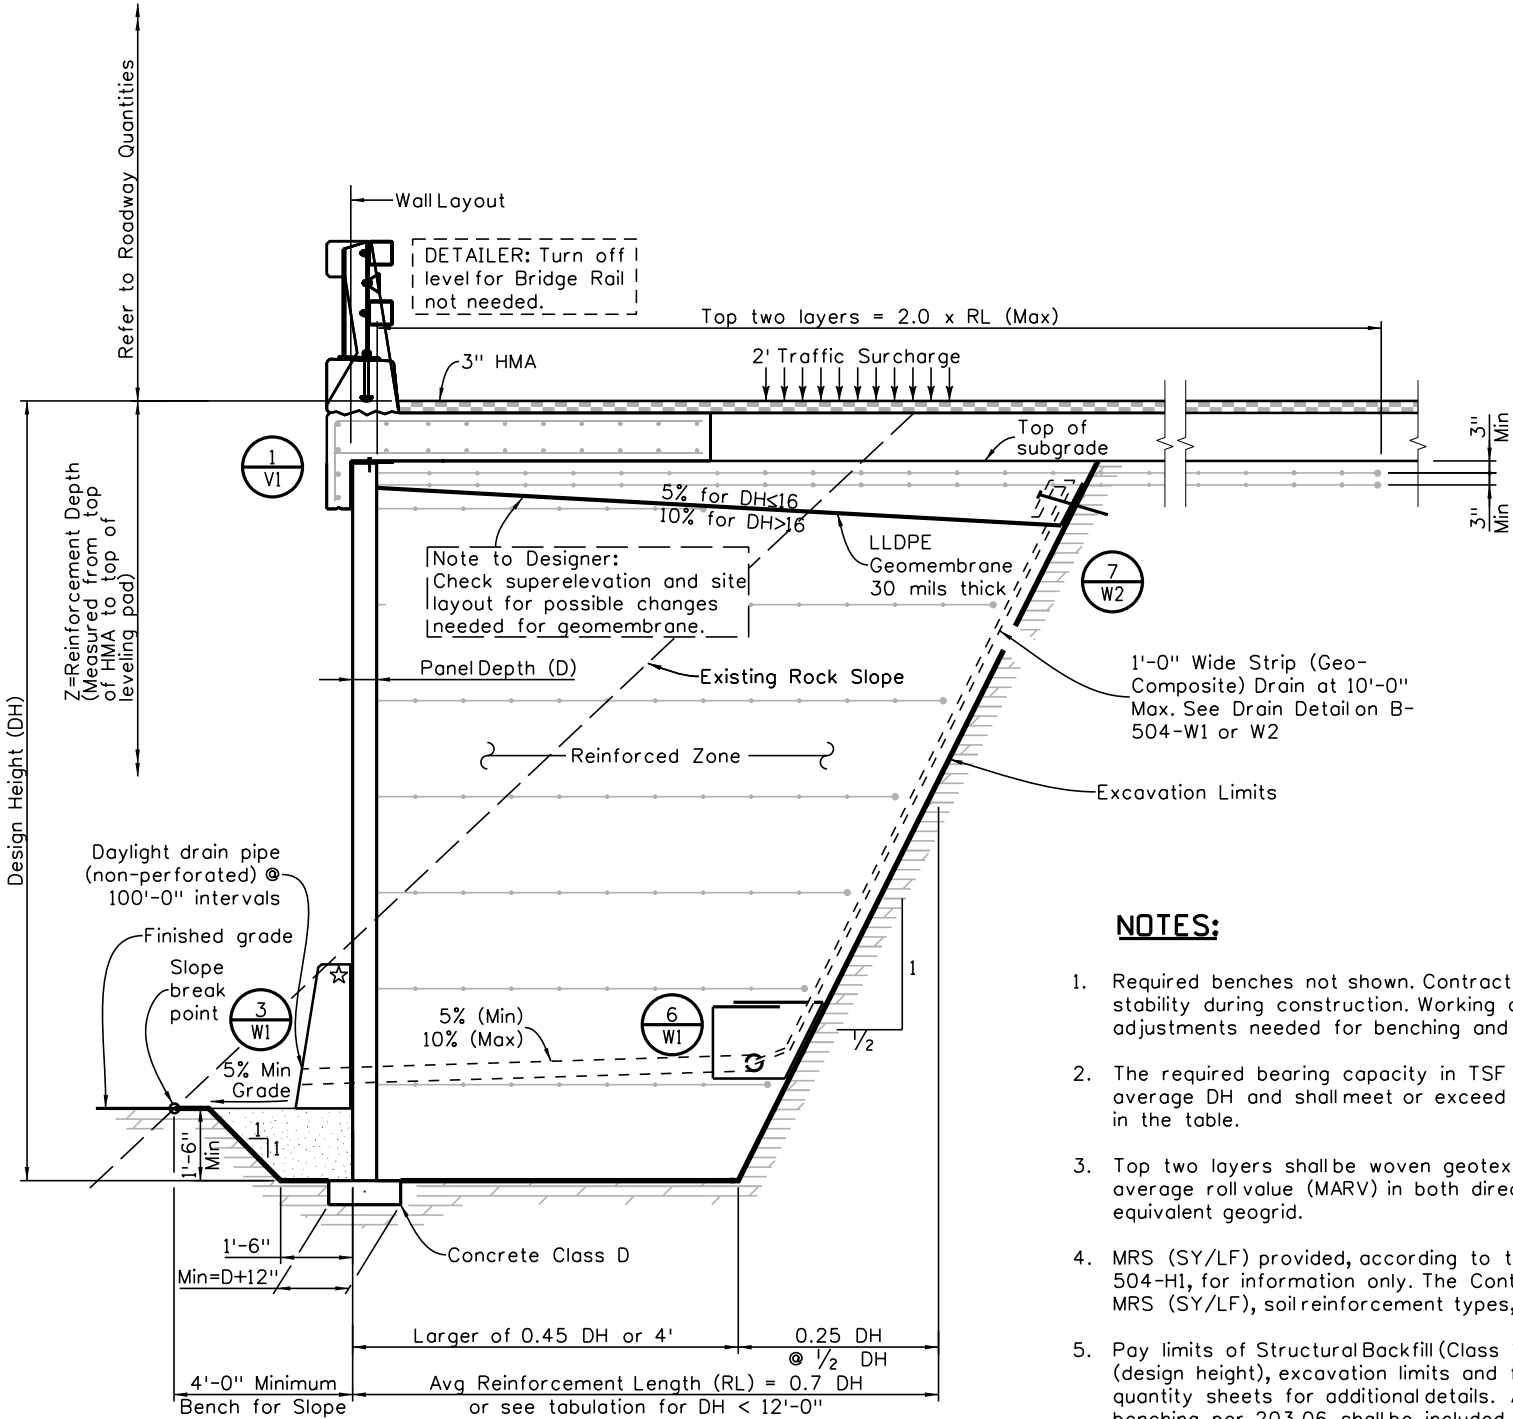 Refer to Roadway Quantities
Wall Layout
DETAILER: Turn off
level for Bridge Rail
not needed.
Top two layers = 2.0 x RL (Max)
3" HMA
2' Traffic Surcharge
Top of
subgrade
3"
Min
3"
Min
1
V1
5% for DH≤16
10% for DH>16
LLDPE
Geomembrane
30 mils thick
Note to Designer:
Check superelevation and site
layout for possible changes
needed for geomembrane.
7
W2
Z=Reinforcement Depth
(Measured from top
of HMA to top of
leveling pad)
Panel Depth (D)
Existing Rock Slope
1'-0" Wide Strip (Geo-
Composite) Drain at 10'-0"
Max. See Drain Detail on B-
504-W1 or W2
Reinforced Zone
Excavation Limits
Design Height (DH)
Daylight drain pipe
(non-perforated) @
100'-0" intervals
Finished grade
Slope
break
point
3
W1
5% (Min)
10% (Max)
6
W1
1
1/2
5% Min
Grade
1'-6"
Min
1
1
1'-6"
Min=D+12"
Concrete Class D
Larger of 0.45 DH or 4'
0.25 DH
@ 1/2 DH
4'-0" Minimum
Bench for Slope
Avg Reinforcement Length (RL) = 0.7 DH
or see tabulation for DH < 12'-0"
NOTES:
1. Required benches not shown. Contract
stability during construction. Working
adjustments needed for benching and
2. The required bearing capacity in TSF
average DH and shall meet or exceed
in the table.
3. Top two layers shall be woven geotex
average roll value (MARV) in both direc
equivalent geogrid.
4. MRS (SY/LF) provided, according to t
504-H1, for information only. The Cont
MRS (SY/LF), soil reinforcement types,
5. Pay limits of Structural Backfill (Class
(design height), excavation limits and
quantity sheets for additional details.
benching per 203.06 shall be included